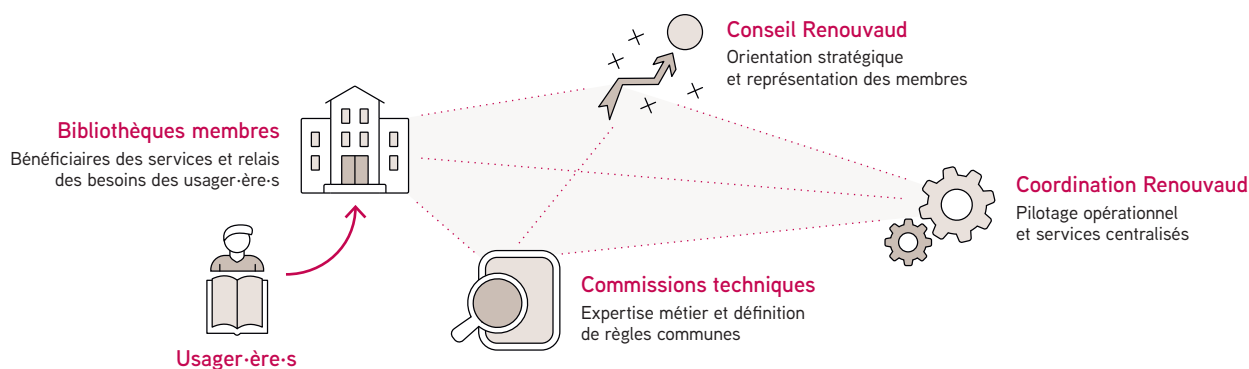 Conseil Renouvaud
Orientation stratégique
et représentation des membres
Bibliothèques membres
Bénéficiaires des services et relais
des besoins des usager·ère·s
Coordination Renouvaud
Pilotage opérationnel
et services centralisés
Commissions techniques
Expertise métier et définition
de règles communes
Usager·ère·s